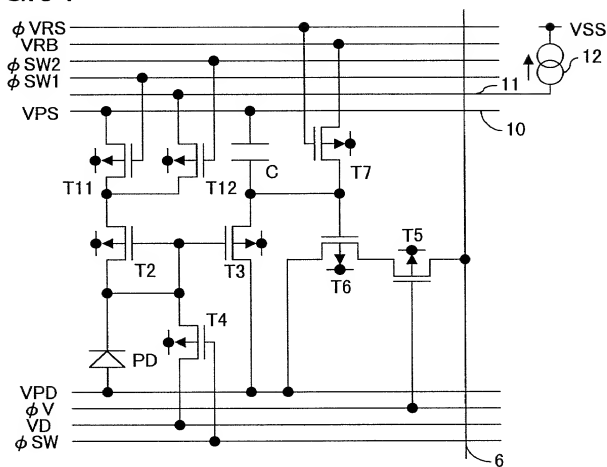 φVRS
VRB
φSW2
φSW1
VPS
VSS
12
11
10
T11
T12
C
T7
T2
T3
T6
T5
T4
PD
VPD
φV
VD
φSW
6